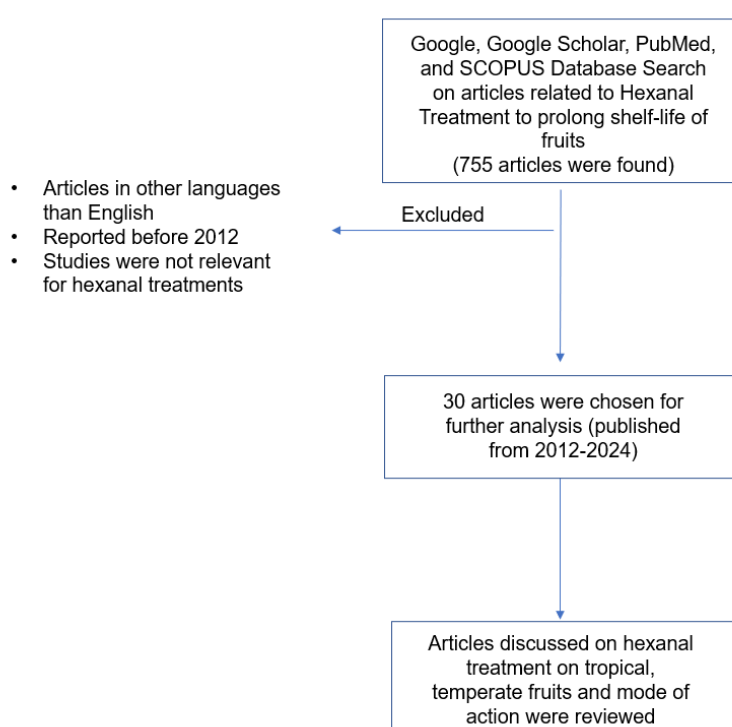 Google, Google Scholar, PubMed,
and SCOPUS Database Search
on articles related to Hexanal
Treatment to prolong shelf-life of
fruits
(755 articles were found)
• Articles in other languages
than English
• Reported before 2012
• Studies were not relevant
for hexanal treatments
Excluded
30 articles were chosen for
further analysis (published
from 2012-2024)
Articles discussed on hexanal
treatment on tropical,
temperate fruits and mode of
action were reviewed